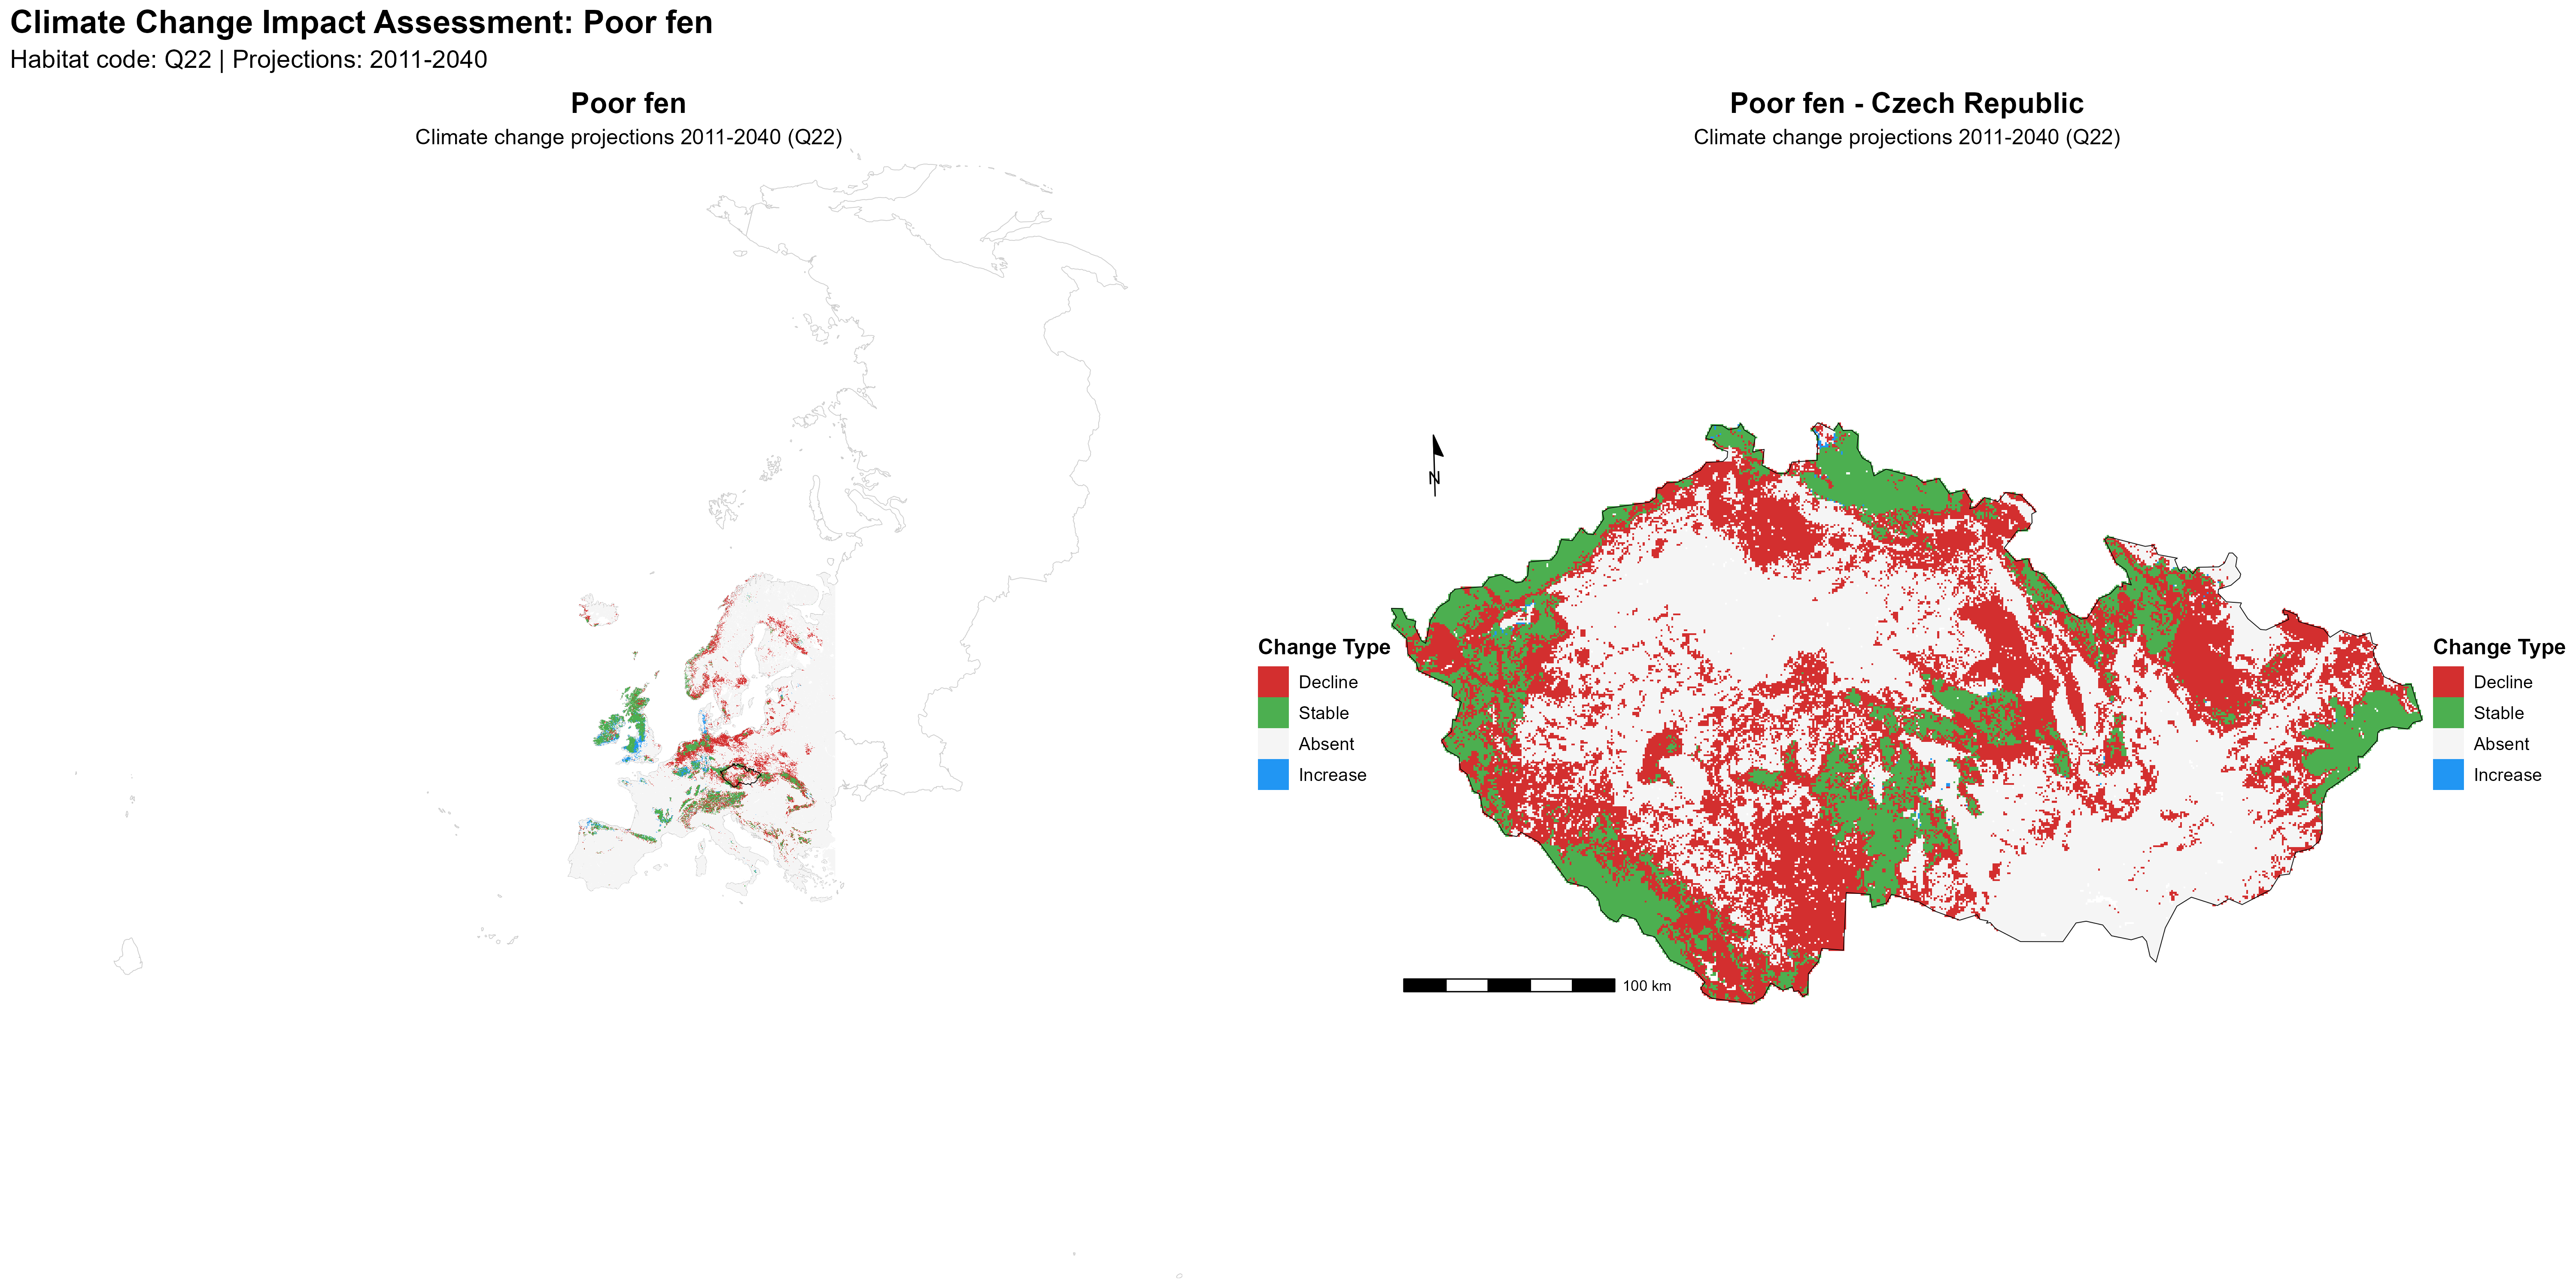 Climate Change Impact Assessment: Poor fen
Habitat code: Q22 | Projections: 2011-2040
Poor fen
Climate change projections 2011-2040 (Q22)
Change Type
Decline
Stable
Absent
Increase
Poor fen - Czech Republic
Climate change projections 2011-2040 (Q22)
N
100 km
Change Type
Decline
Stable
Absent
Increase